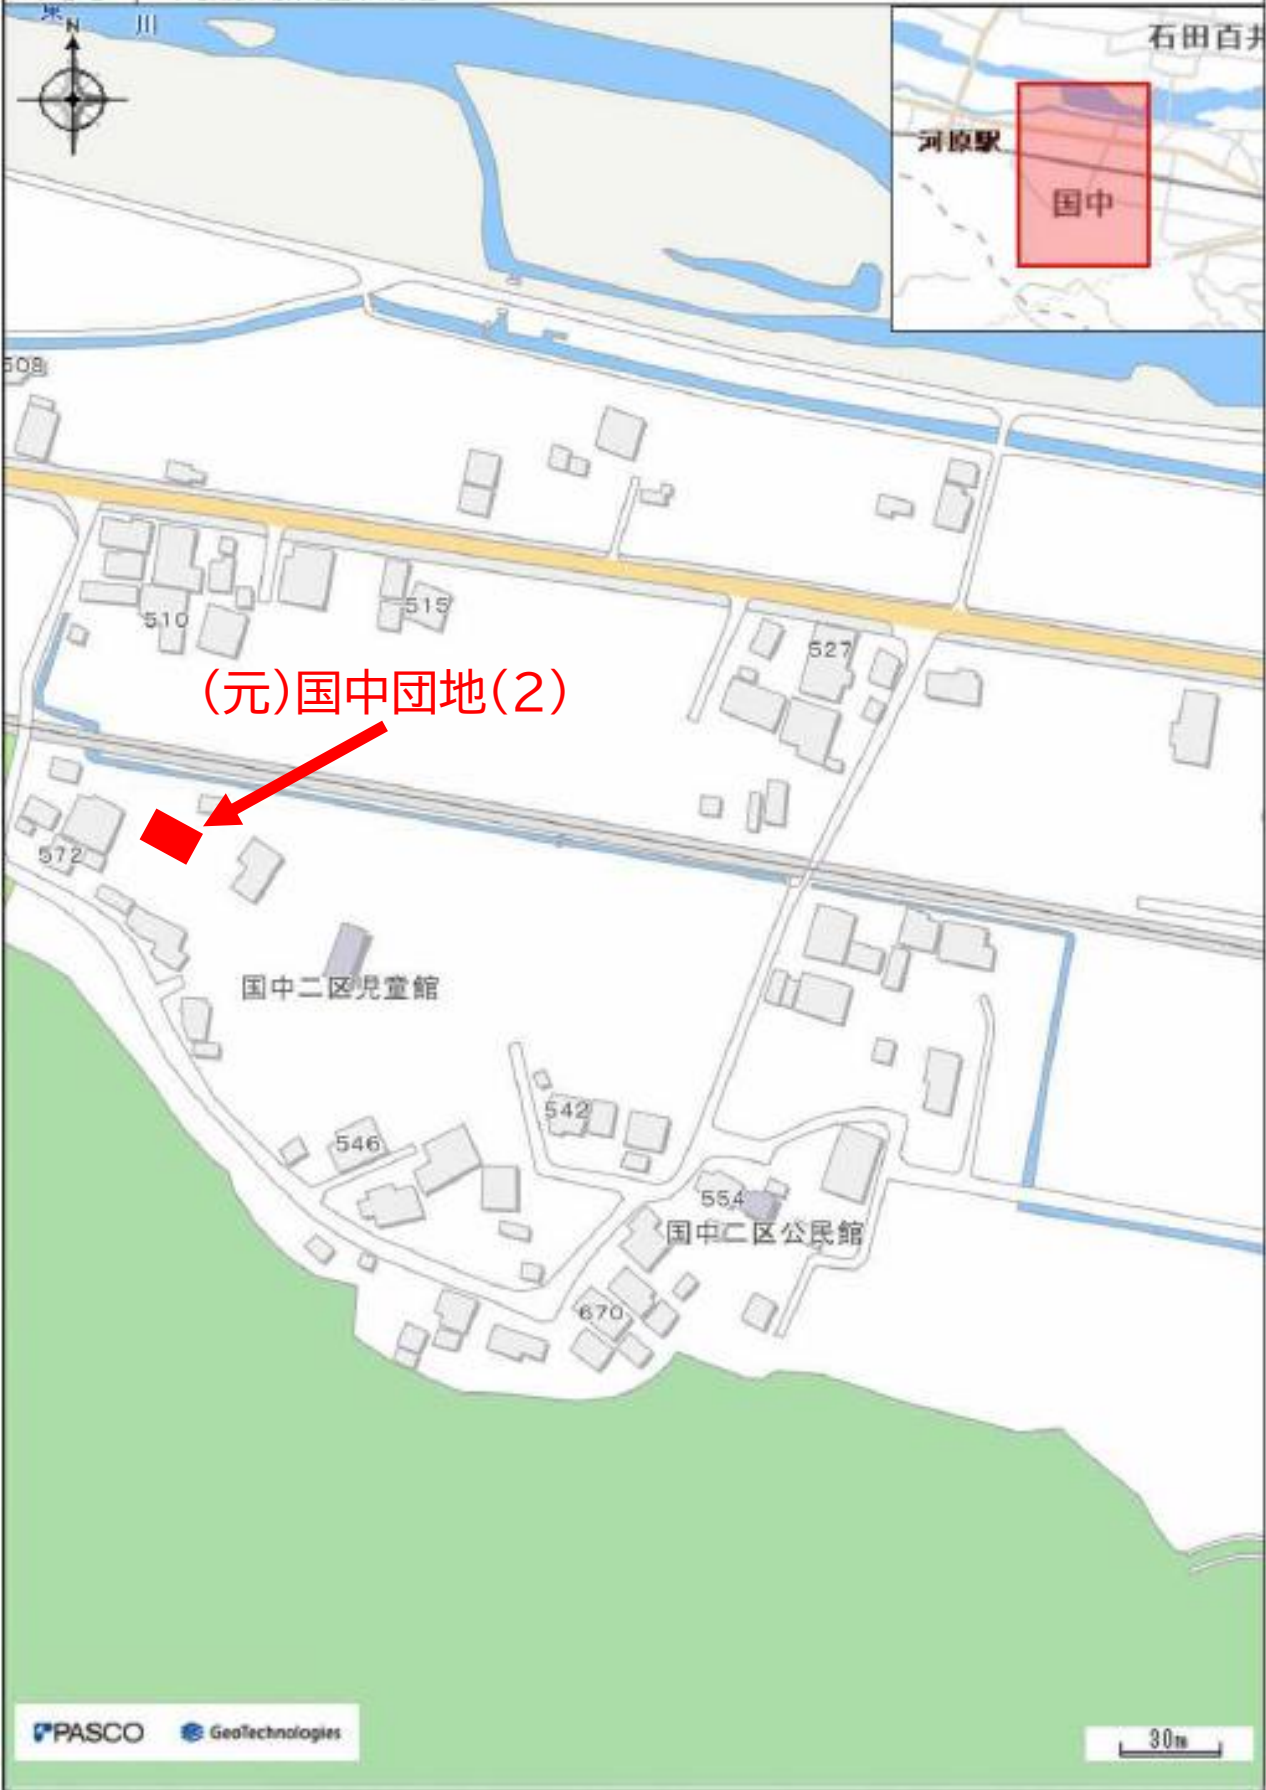 N
川
石田百井
河原駅
国中
508
510
515
527
(元)国中団地(2)
572
国中二区児童館
542
546
554
国中二区公民館
670
PASCO
GeoTechnologies
30m